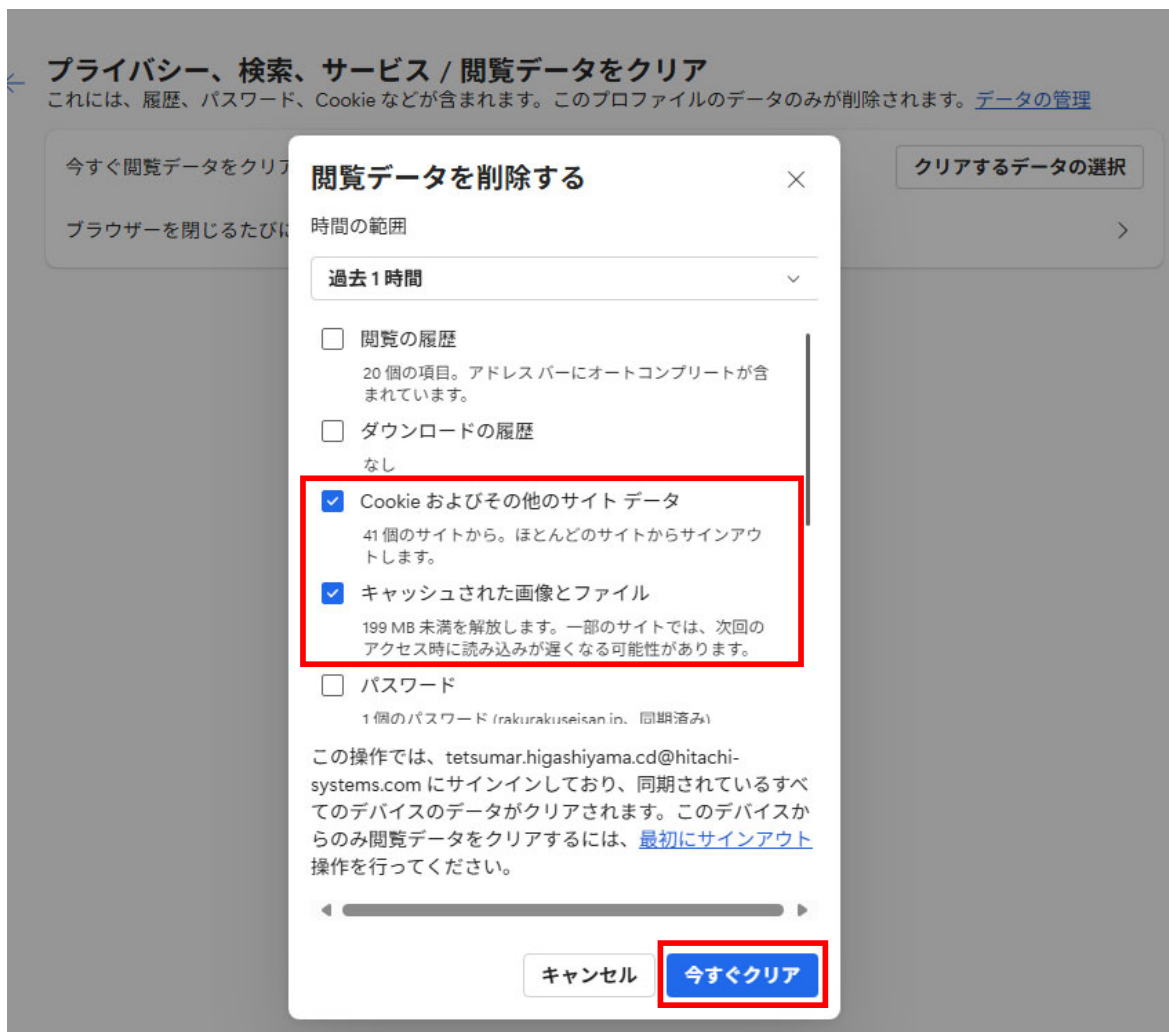 プライバシー、検索、サービス / 閲覧データをクリア
これには、履歴、パスワード、Cookie などが含まれます。このプロファイルのデータのみが削除されます。データの管理
今すぐ閲覧データをクリア
クリアするデータの選択
ブラウザーを閉じるたびに
閲覧データを削除する
時間の範囲
過去 1 時間
閲覧の履歴
20 個の項目。アドレス バーにオートコンプリートが含
まれています。
ダウンロードの履歴
なし
Cookie およびその他のサイト データ
41 個のサイトから。ほとんどのサイトからサインアウ
トします。
キャッシュされた画像とファイル
199 MB 未満を解放します。一部のサイトでは、次回の
アクセス時に読み込みが遅くなる可能性があります。
パスワード
1 個のパスワード (rakurakuseisan.jp、同期済み)
この操作では、tetsumar.higashiyama.cd@hitachi-
systems.com にサインインしており、同期されているすべ
てのデバイスのデータがクリアされます。このデバイスか
らのみ閲覧データをクリアするには、最初にサインアウト
操作を行ってください。
キャンセル
今すぐクリア